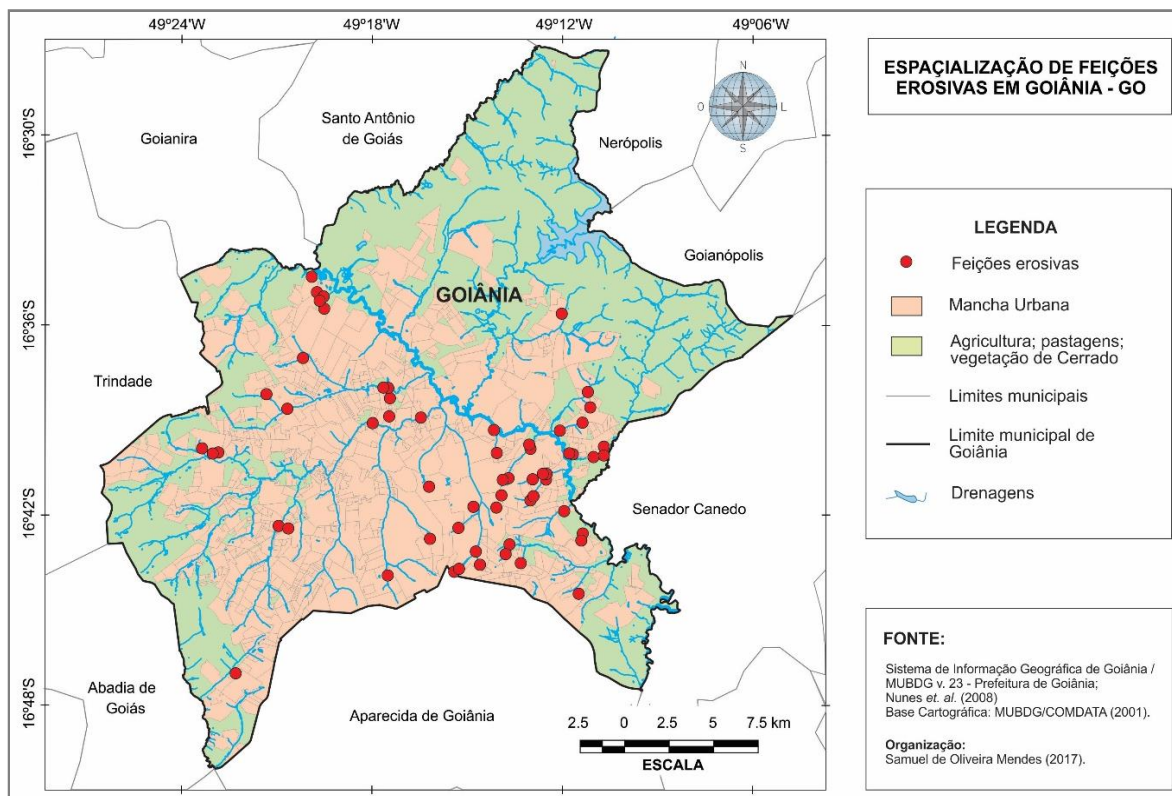 49°24'W 49°18'W 49°12'W 49°06'W
16°30'S
16°36'S
16°42'S
16°48'S
Goianira
Santo Antônio
de Goiás
Nerópolis
Goianópolis
GOIÂNIA
Trindade
Senador Canedo
Abadia de
Goiás
Aparecida de Goiânia
N
O L
S
2.5 0 2.5 5 7.5 km
ESCALA
ESPAÇIALIZAÇÃO DE FEIÇÕES
EROSIVAS EM GOIÂNIA - GO
LEGENDA
Feições erosivas
Mancha Urbana
Agricultura; pastagens;
vegetação de Cerrado
Limites municipais
Limite municipal de
Goiânia
Drenagens
FONTE:
Sistema de Informação Geográfica de Goiânia /
MUBDG v. 23 - Prefeitura de Goiânia;
Nunes et. al. (2008)
Base Cartográfica: MUBDG/COMDATA (2001).
Organização:
Samuel de Oliveira Mendes (2017).